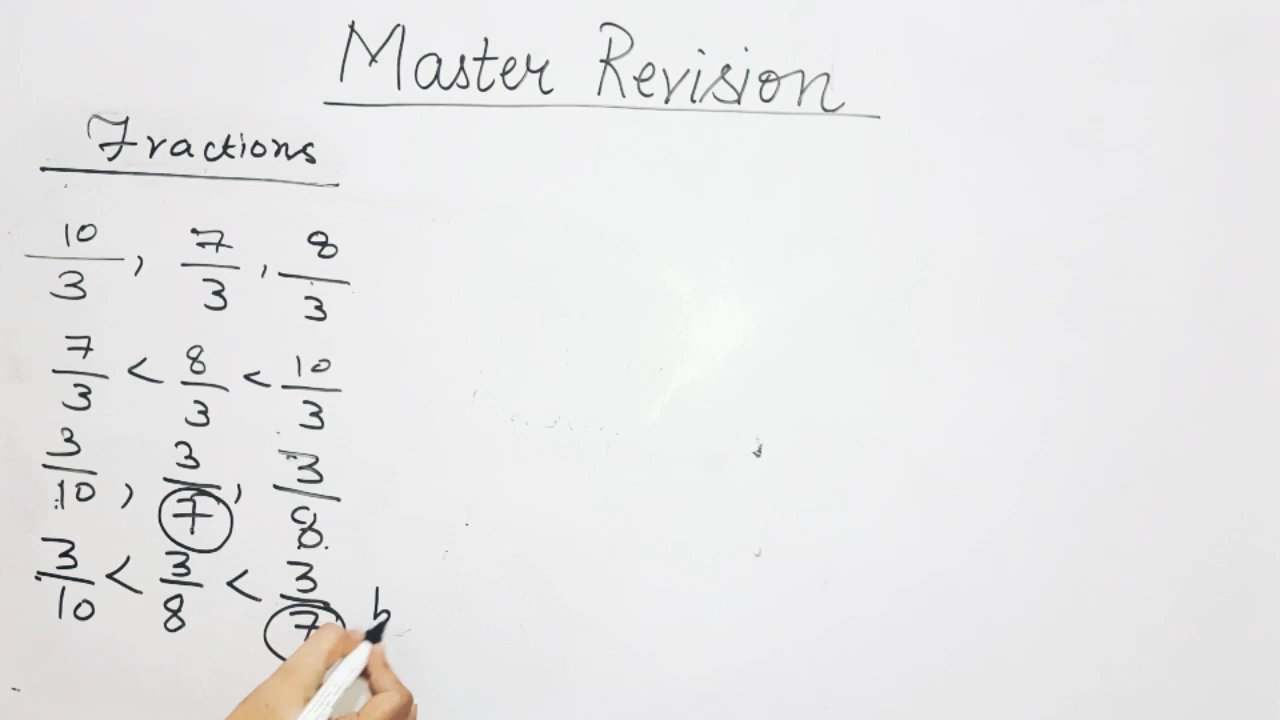 Master Revision
Fractions
10/3, 7/3, 8/3
7/3 < 8/3 < 10/3
3/10, 3/7, 3/8
3/10 < 3/8 < 3/7 b